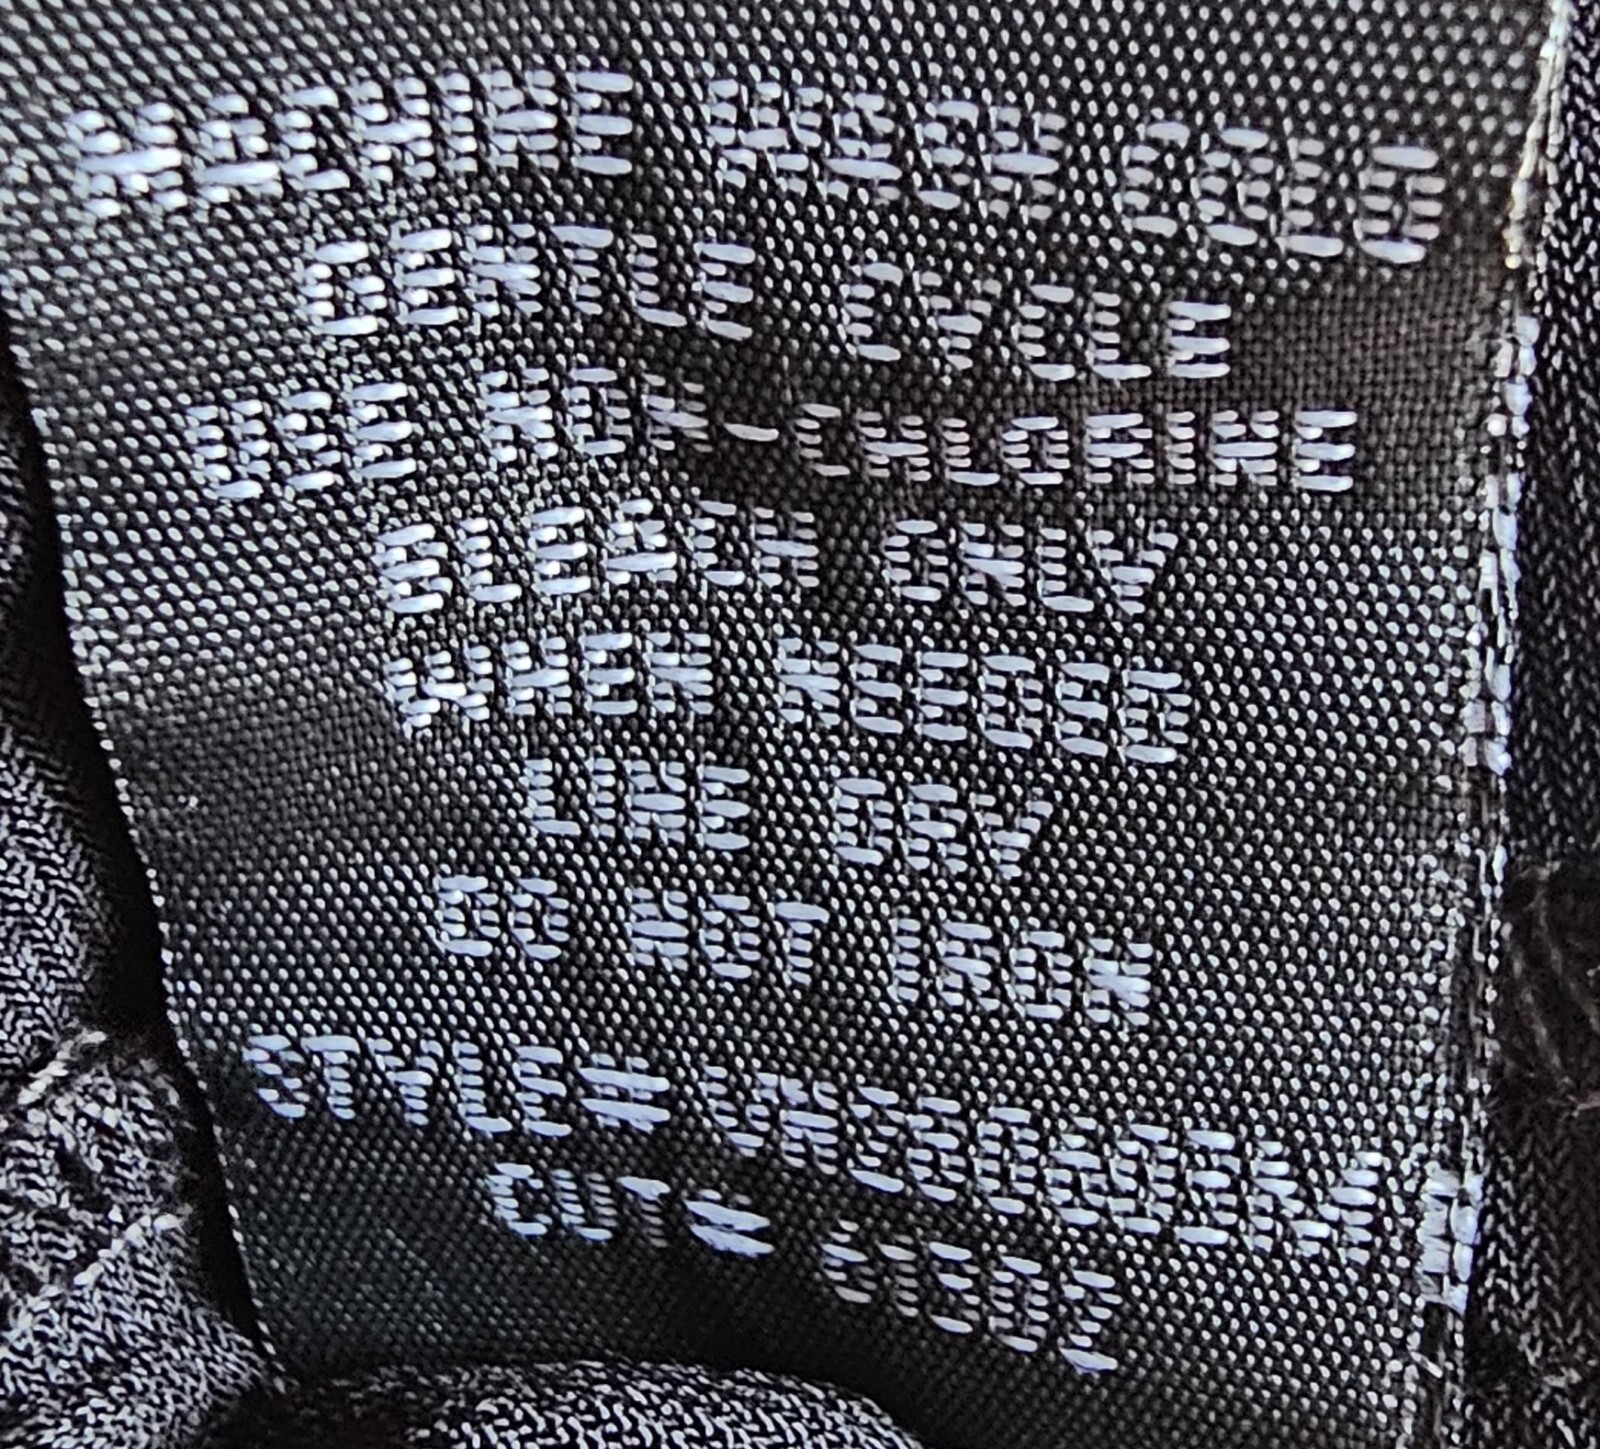 MACHINE WASH COLD
GENTLE CYCLE
USE NON-CHLORINE
BLEACH ONLY
WHEN NEEDED
LINE DRY
DO NOT IRON
STYLE#
CUT#